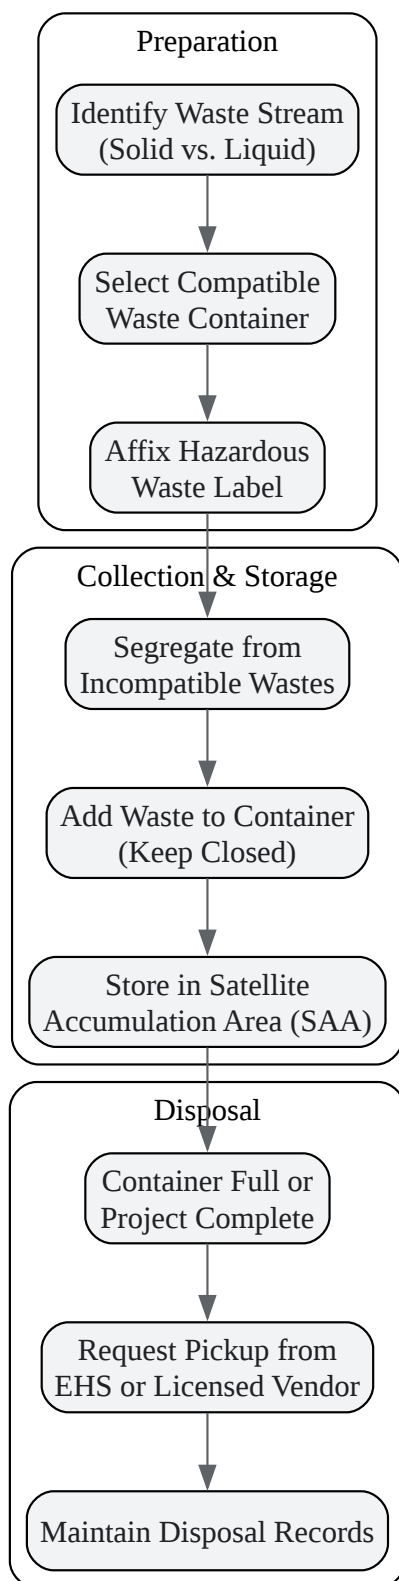 Preparation
Identify Waste Stream
(Solid vs. Liquid)
Select Compatible
Waste Container
Affix Hazardous
Waste Label
Collection & Storage
Segregate from
Incompatible Wastes
Add Waste to Container
(Keep Closed)
Store in Satellite
Accumulation Area (SAA)
Disposal
Container Full or
Project Complete
Request Pickup from
EHS or Licensed Vendor
Maintain Disposal Records